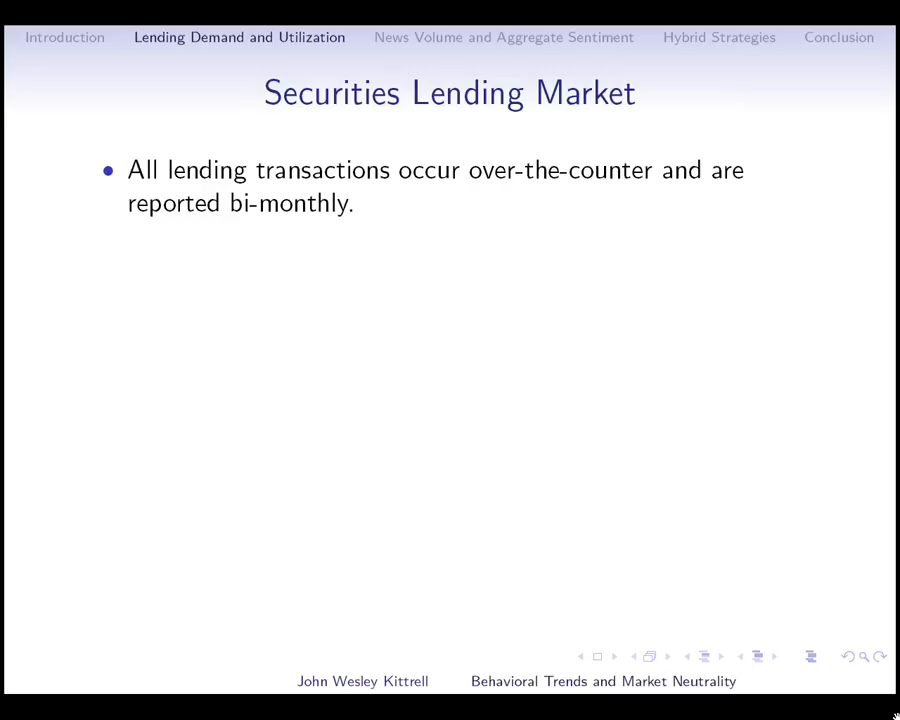 Introduction Lending Demand and Utilization News Volume and Aggregate Sentiment Hybrid Strategies Conclusion
Securities Lending Market
• All lending transactions occur over-the-counter and are
reported bi-monthly.
John Wesley Kittrell Behavioral Trends and Market Neutrality